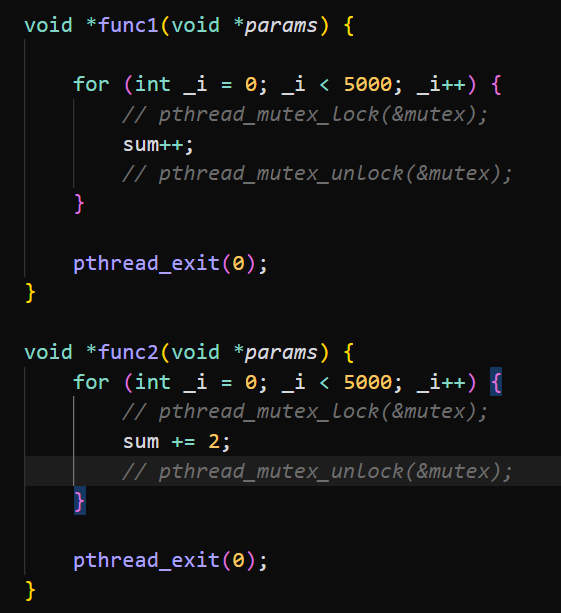 void *func1(void *params) {
for (int _i = 0; _i < 5000; _i++) {
// pthread_mutex_lock(&mutex);
sum++;
// pthread_mutex_unlock(&mutex);
}
pthread_exit(0);
}
void *func2(void *params) {
for (int _i = 0; _i < 5000; _i++) {
// pthread_mutex_lock(&mutex);
sum += 2;
// pthread_mutex_unlock(&mutex);
}
pthread_exit(0);
}